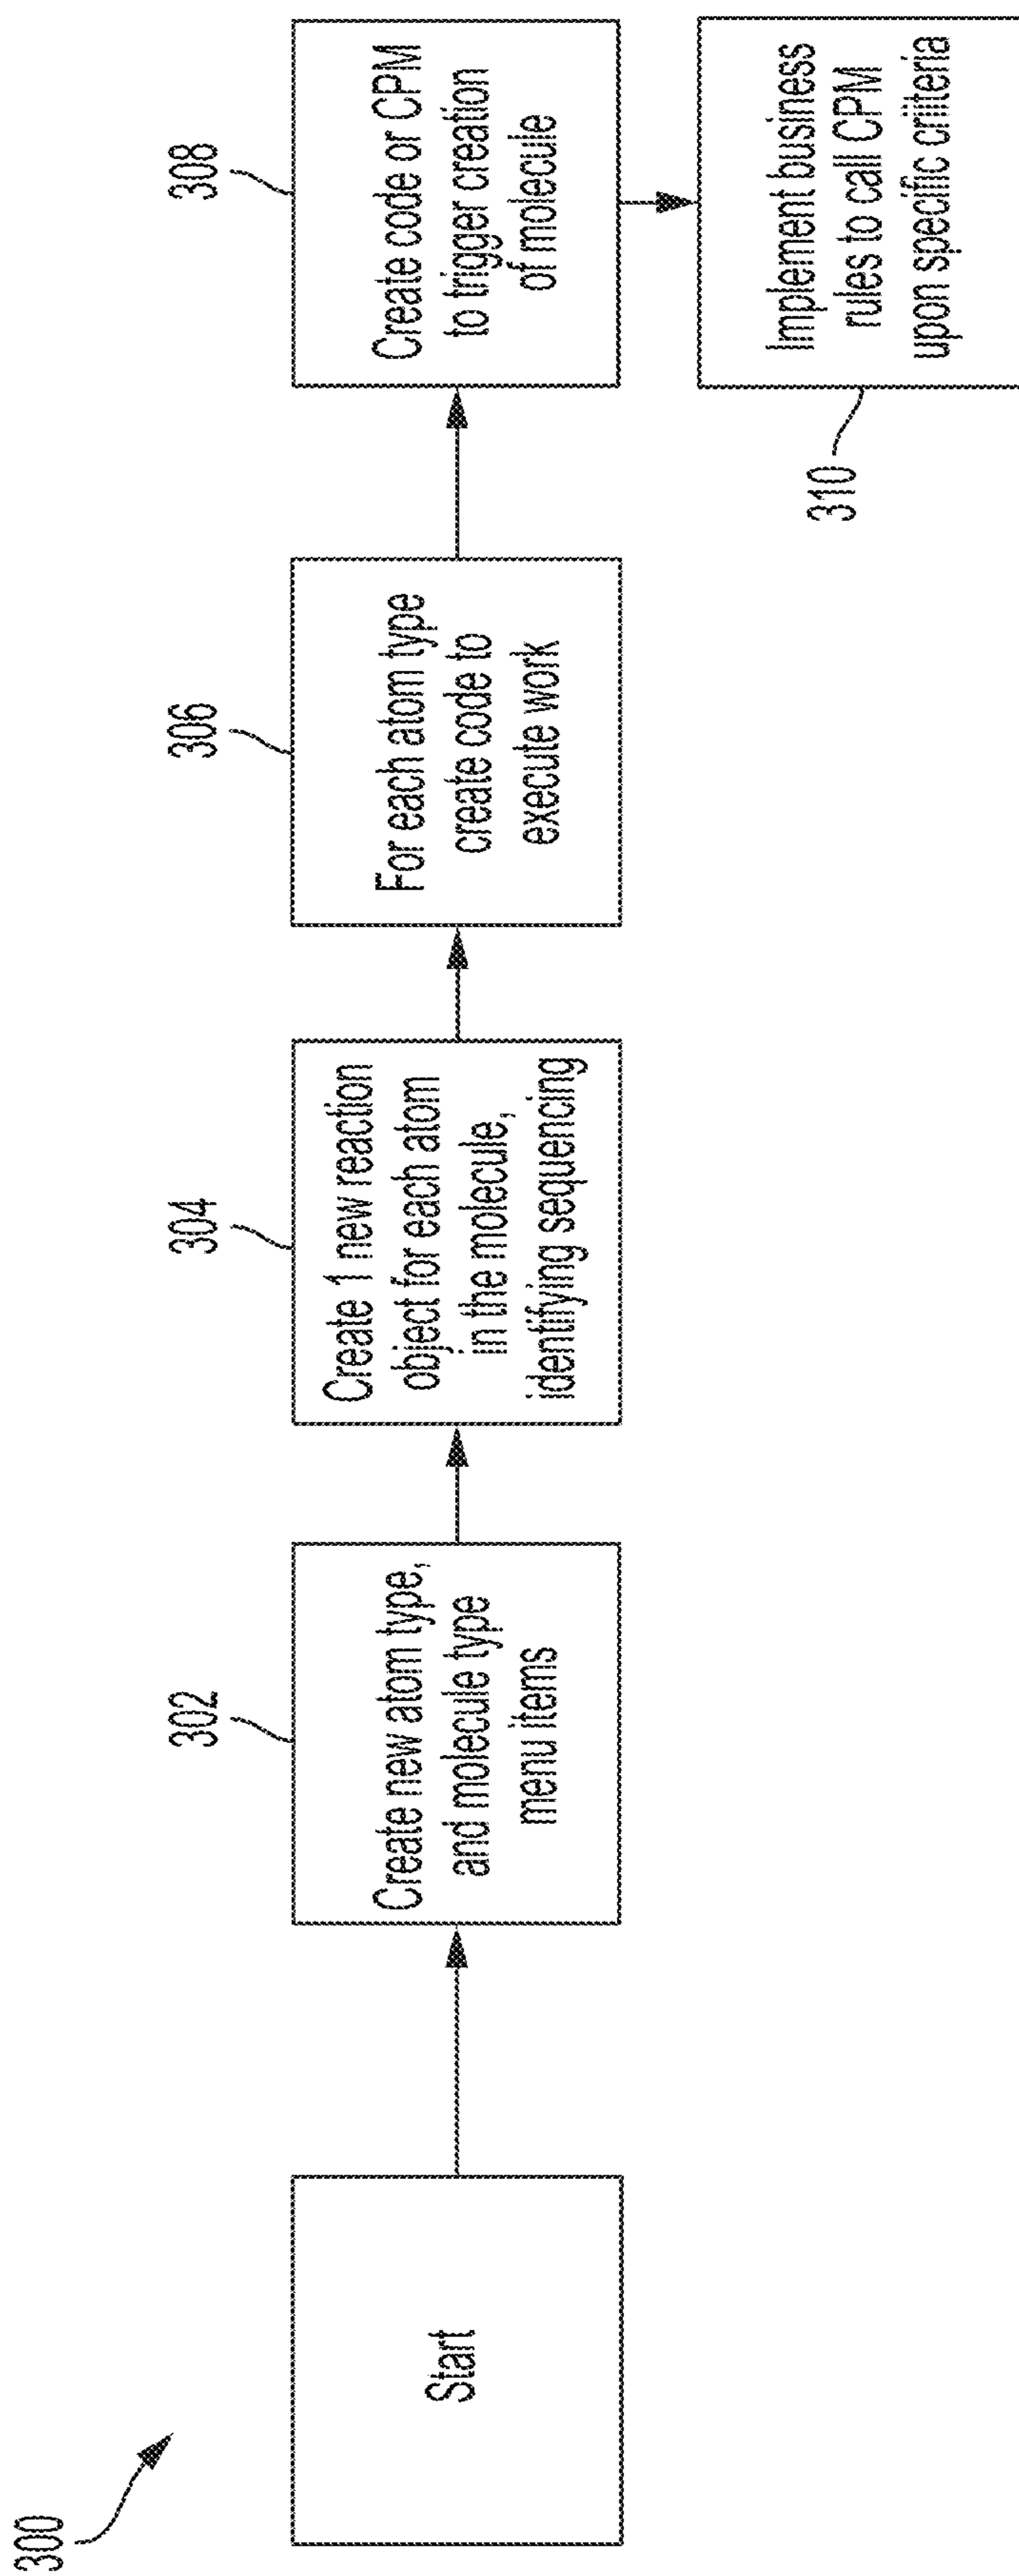 300
Start
302
Create new atom type,
and molecule type
menu items
304
Create 1 new reaction
object for each atom
in the molecule,
identifying sequencing
306
For each atom type
create code to
execute work
308
Create code or CPM
to trigger creation
of molecule
310
Implement business
rules to call CPM
upon specific criiteria